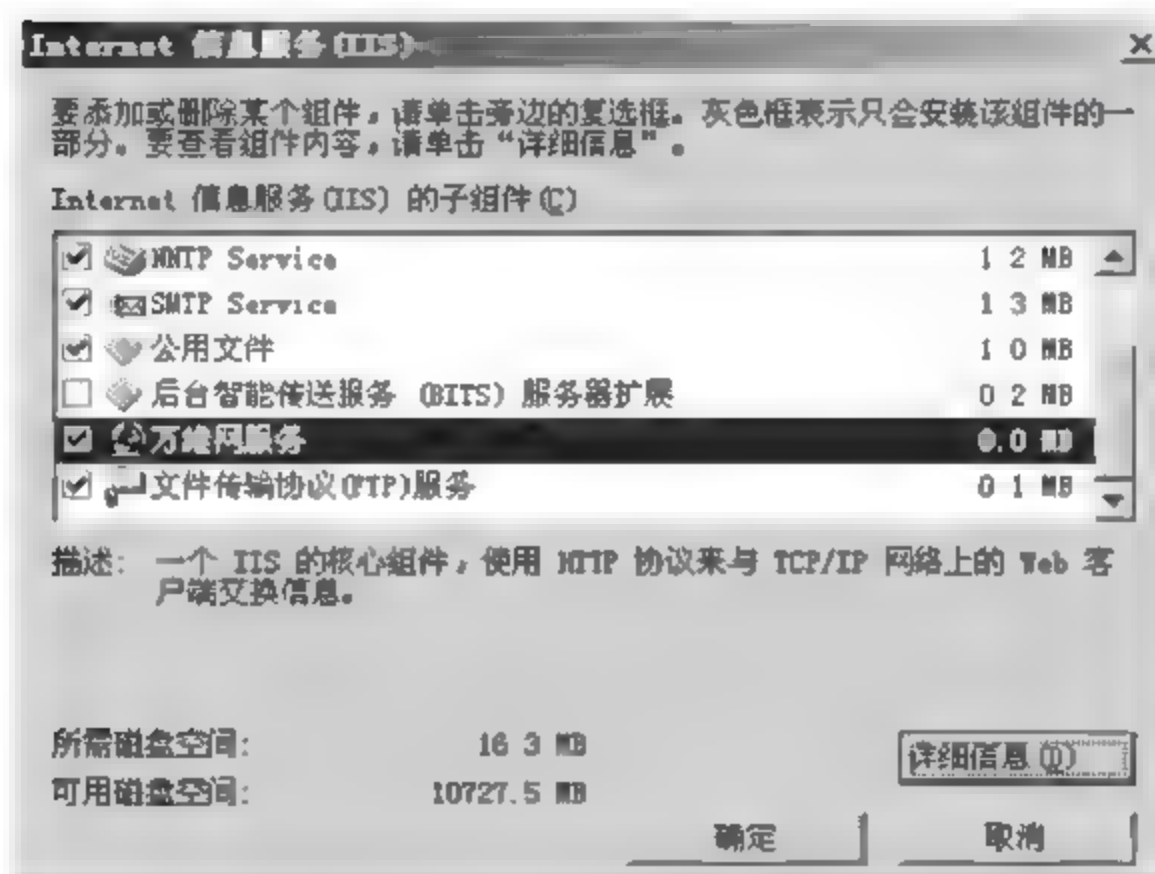 Internet 信息服务(IIS)
要添加或删除某个组件，请单击旁边的复选框。灰色框表示只会安装该组件的一
部分。要查看组件内容，请单击“详细信息”。
Internet 信息服务(IIS) 的子组件(C)
NNTP Service 1 2 MB
SMTP Service 1 3 MB
公用文件 1 0 MB
后台智能传送服务 (BITS) 服务器扩展 0 2 MB
万维网服务 0.0 MB
文件传输协议(FTP)服务 0 1 MB
描述: 一个 IIS 的核心组件，使用 HTTP 协议来与 TCP/IP 网络上的 Web 客
户端交换信息。
所需磁盘空间: 16 3 MB
详细信息(D)
可用磁盘空间: 10727.5 MB
确定 取消